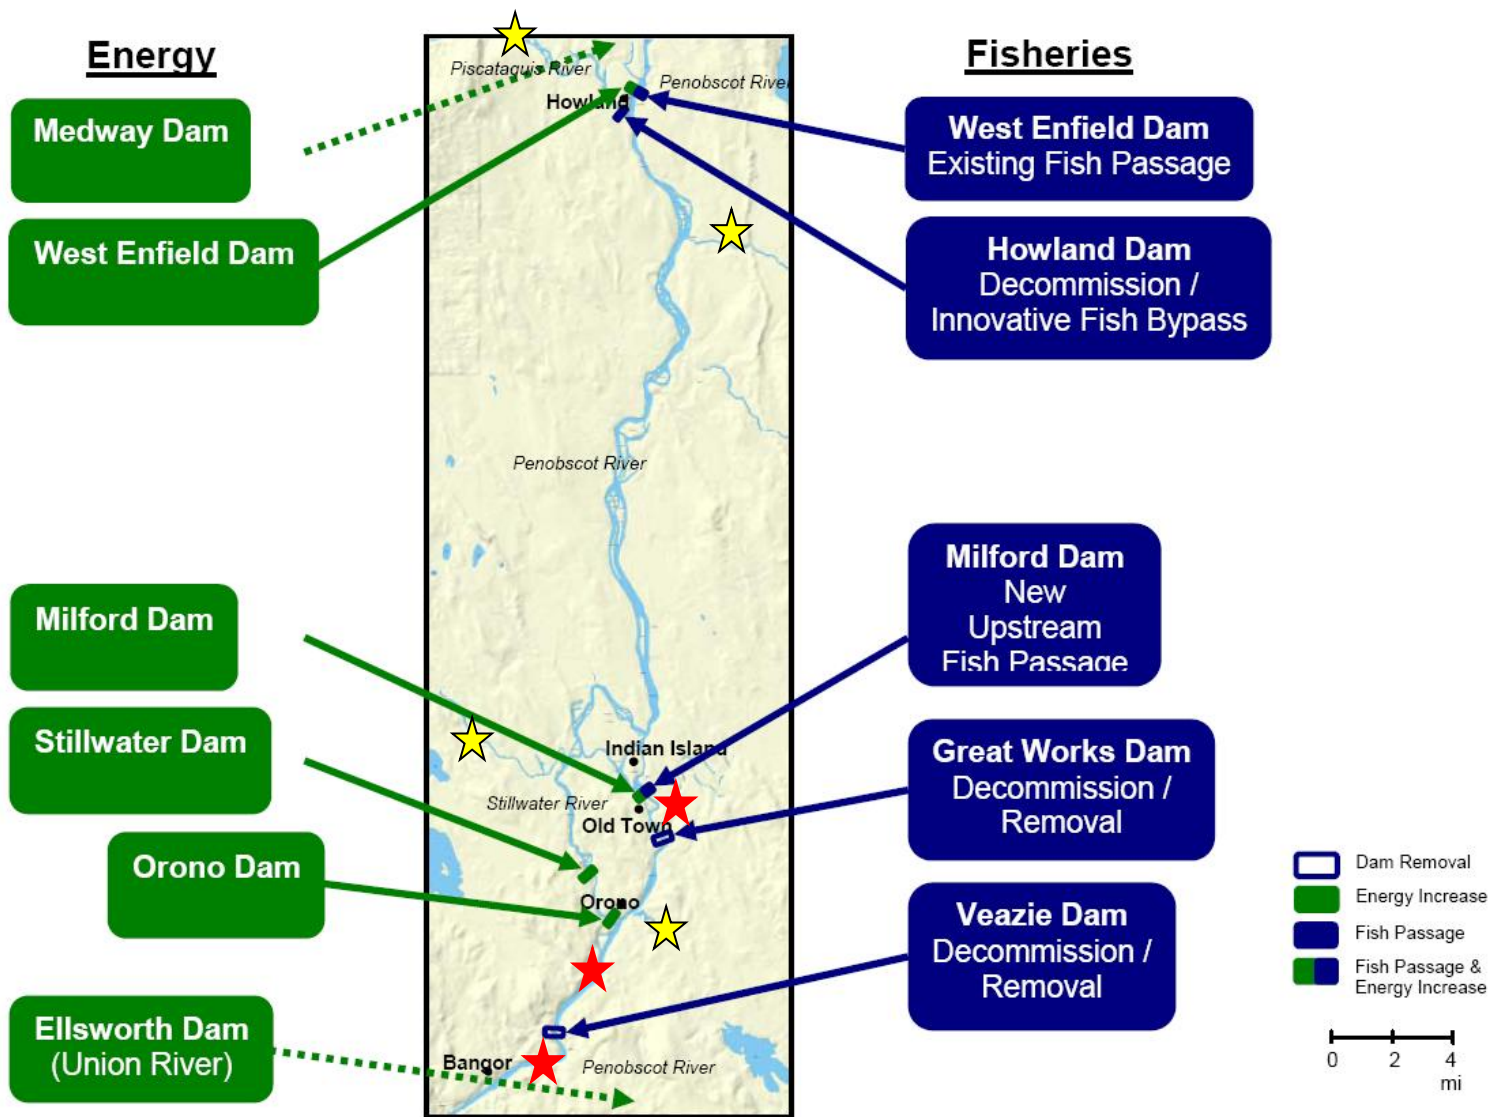 Energy
Medway Dam
West Enfield Dam
Milford Dam
Stillwater Dam
Orono Dam
Ellsworth Dam
(Union River)
Piscataquis River
Penobscot River
Howland
Penobscot River
Indian Island
Stillwater River
Old Town
Orono
Bangor
Penobscot River
Fisheries
West Enfield Dam
Existing Fish Passage
Howland Dam
Decommission /
Innovative Fish Bypass
Milford Dam
New
Upstream
Fish Passage
Great Works Dam
Decommission /
Removal
Veazie Dam
Decommission /
Removal
Dam Removal
Energy Increase
Fish Passage
Fish Passage &
Energy Increase
0 2 4
mi